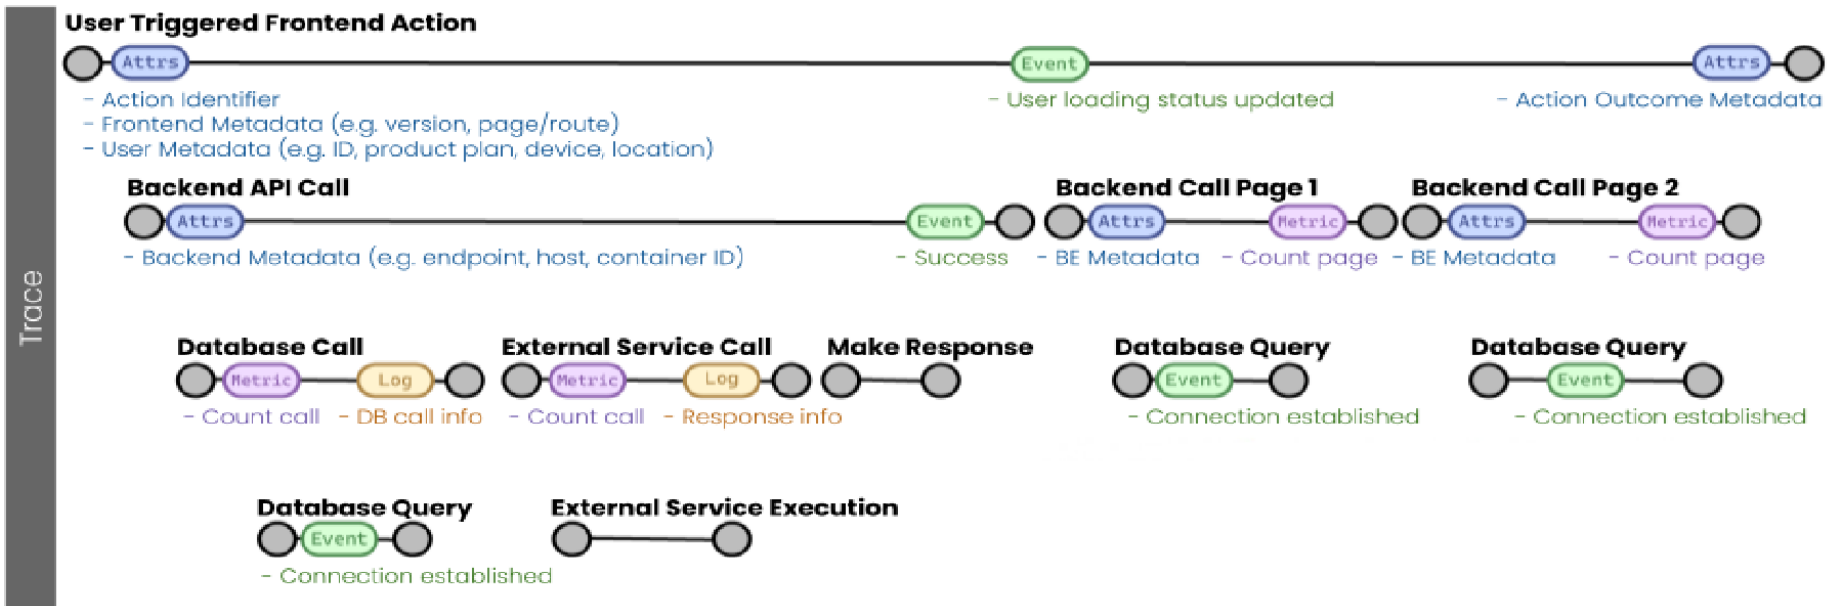 Trace
User Triggered Frontend Action
Attrs Event Attrs
- Action Identifier
- Frontend Metadata (e.g. version, page/route)
- User Metadata (e.g. ID, product plan, device, location)
- User loading status updated
- Action Outcome Metadata
Backend API Call Backend Call Page 1 Backend Call Page 2
Attrs Event Attrs Metric Attrs Metric
- Backend Metadata (e.g. endpoint, host, container ID) - Success - BE Metadata - Count page - BE Metadata - Count page
Database Call External Service Call Make Response Database Query Database Query
Metric Log Metric Log Event Event
- Count call - DB call info - Count call - Response info - Connection established - Connection established
Database Query External Service Execution
Event
- Connection established